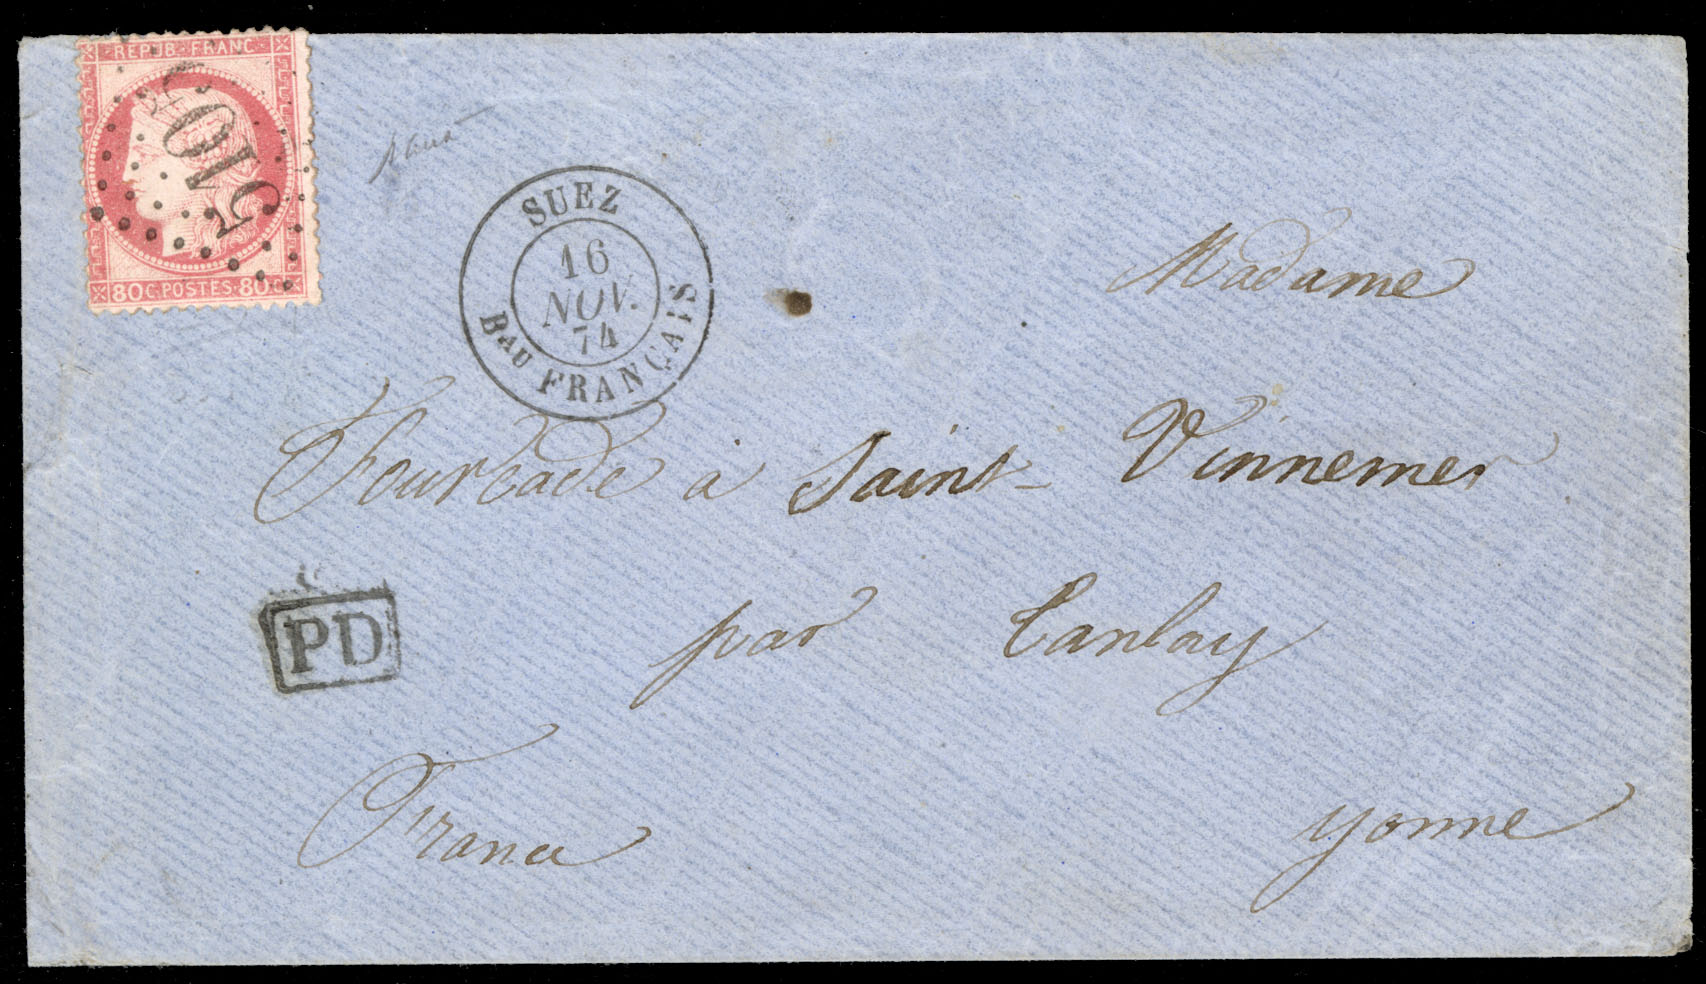 REPUB · FRANC
5105
80 C. POSTES · 80 C
SUEZ
16
NOV.
74
Bau FRANÇAIS
Madame
Fourcade à Saint-Vinnemer
PD
par Tanlay
France
Yonne